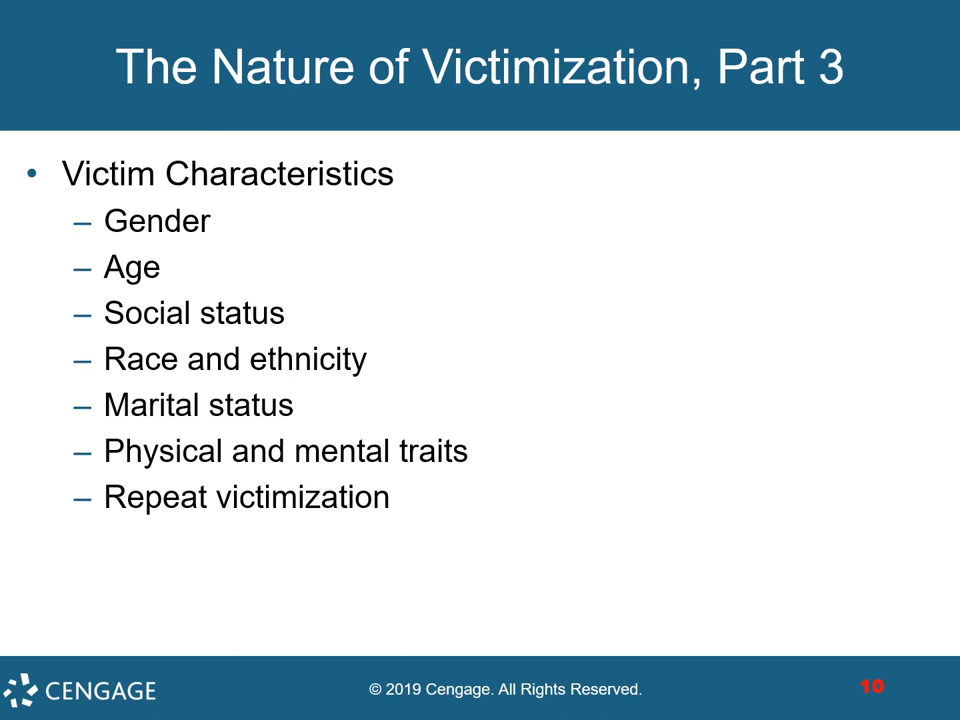 The Nature of Victimization, Part 3
• Victim Characteristics
– Gender
– Age
– Social status
– Race and ethnicity
– Marital status
– Physical and mental traits
– Repeat victimization
CENGAGE
© 2019 Cengage. All Rights Reserved.
10